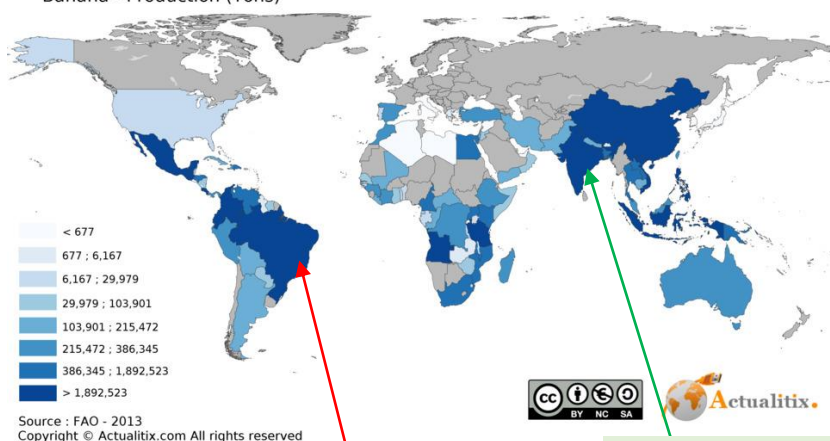 Banana - Production (Tons)
< 677
677 ; 6,167
6,167 ; 29,979
29,979 ; 103,901
103,901 ; 215,472
215,472 ; 386,345
386,345 ; 1,892,523
> 1,892,523
cc
BY NC SA
Actualitix.
Source : FAO - 2013
Copyright © Actualitix.com All rights reserved